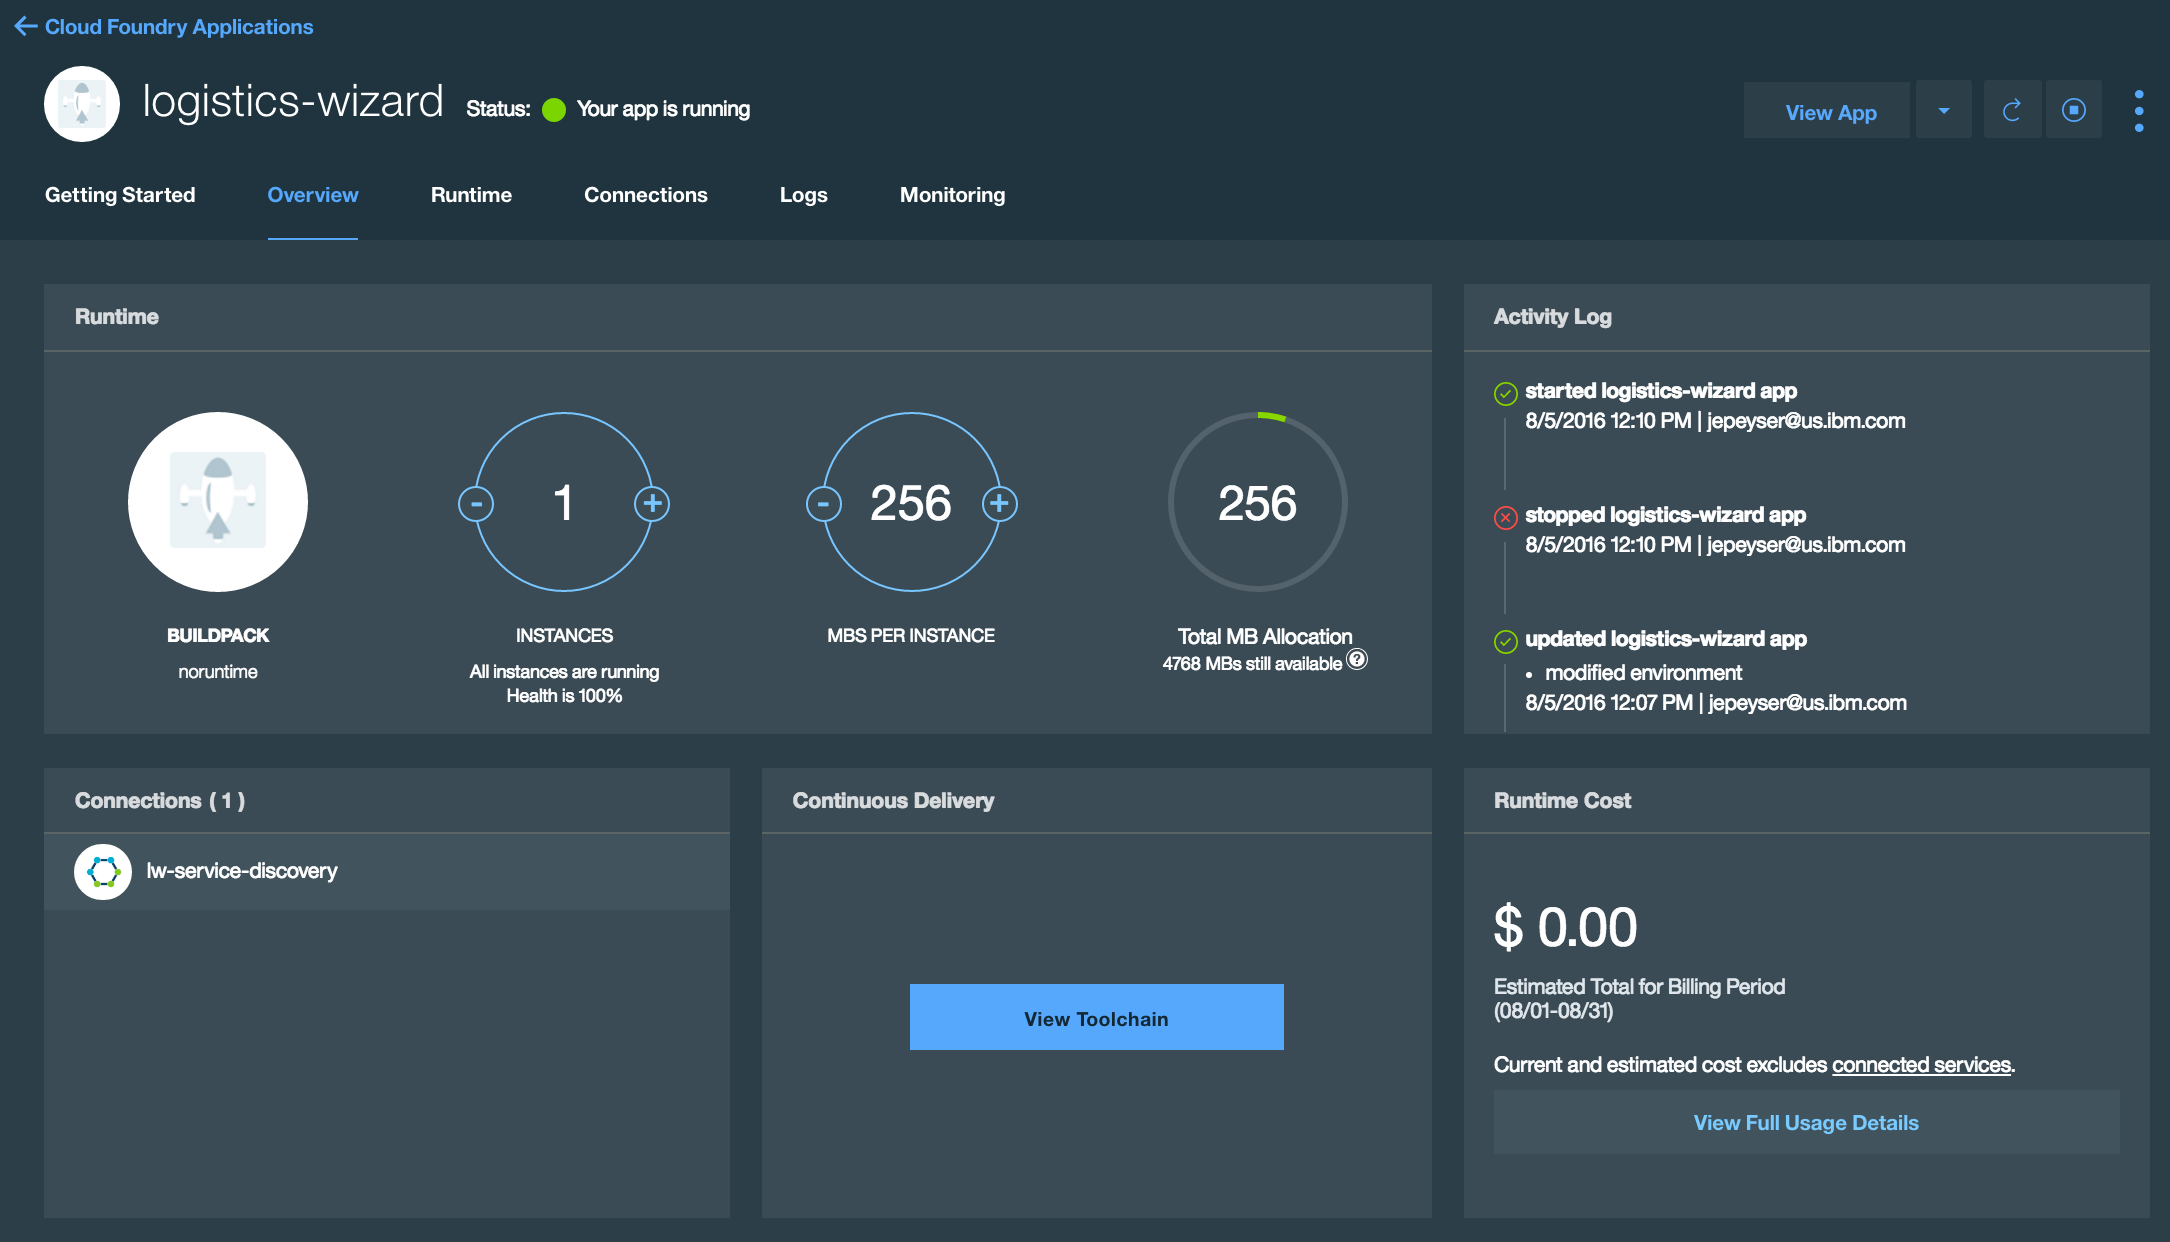 Cloud Foundry Applications
logistics-wizard
Status: Your app is running
View App
Getting Started
Overview
Runtime
Connections
Logs
Monitoring
Runtime
-
1
+
-
256
+
256
BUILDPACK
noruntime
INSTANCES
All instances are running
Health is 100%
MBS PER INSTANCE
Total MB Allocation
4768 MBs still available ?
Activity Log
started logistics-wizard app
8/5/2016 12:10 PM | jepeyser@us.ibm.com
stopped logistics-wizard app
8/5/2016 12:10 PM | jepeyser@us.ibm.com
updated logistics-wizard app
• modified environment
8/5/2016 12:07 PM | jepeyser@us.ibm.com
Connections ( 1 )
lw-service-discovery
Continuous Delivery
View Toolchain
Runtime Cost
$ 0.00
Estimated Total for Billing Period
(08/01-08/31)
Current and estimated cost excludes connected services.
View Full Usage Details